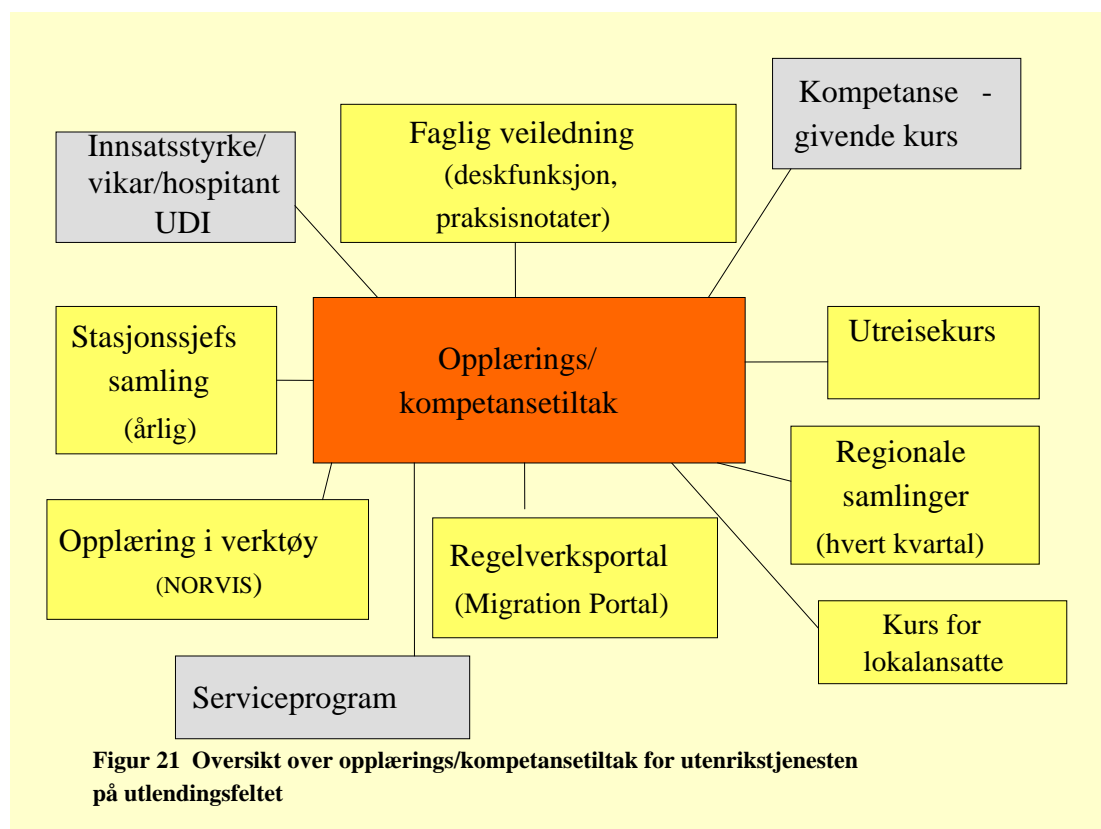 Kompetanse -
givende kurs
Faglig veiledning
(deskfunksjon,
praksisnotater)
Innsatsstyrke/
vikar/hospitant
UDI
Stasjonssjefs
samling
(årlig)
Opplærings/
kompetansetiltak
Utreisekurs
Regionale
samlinger
(hvert kvartal)
Opplæring i verktøy
(NORVIS)
Regelverksportal
(Migration Portal)
Kurs for
lokalansatte
Serviceprogram
Figur 21 Oversikt over opplærings/kompetansetiltak for utenrikstjenesten
på utlendingsfeltet